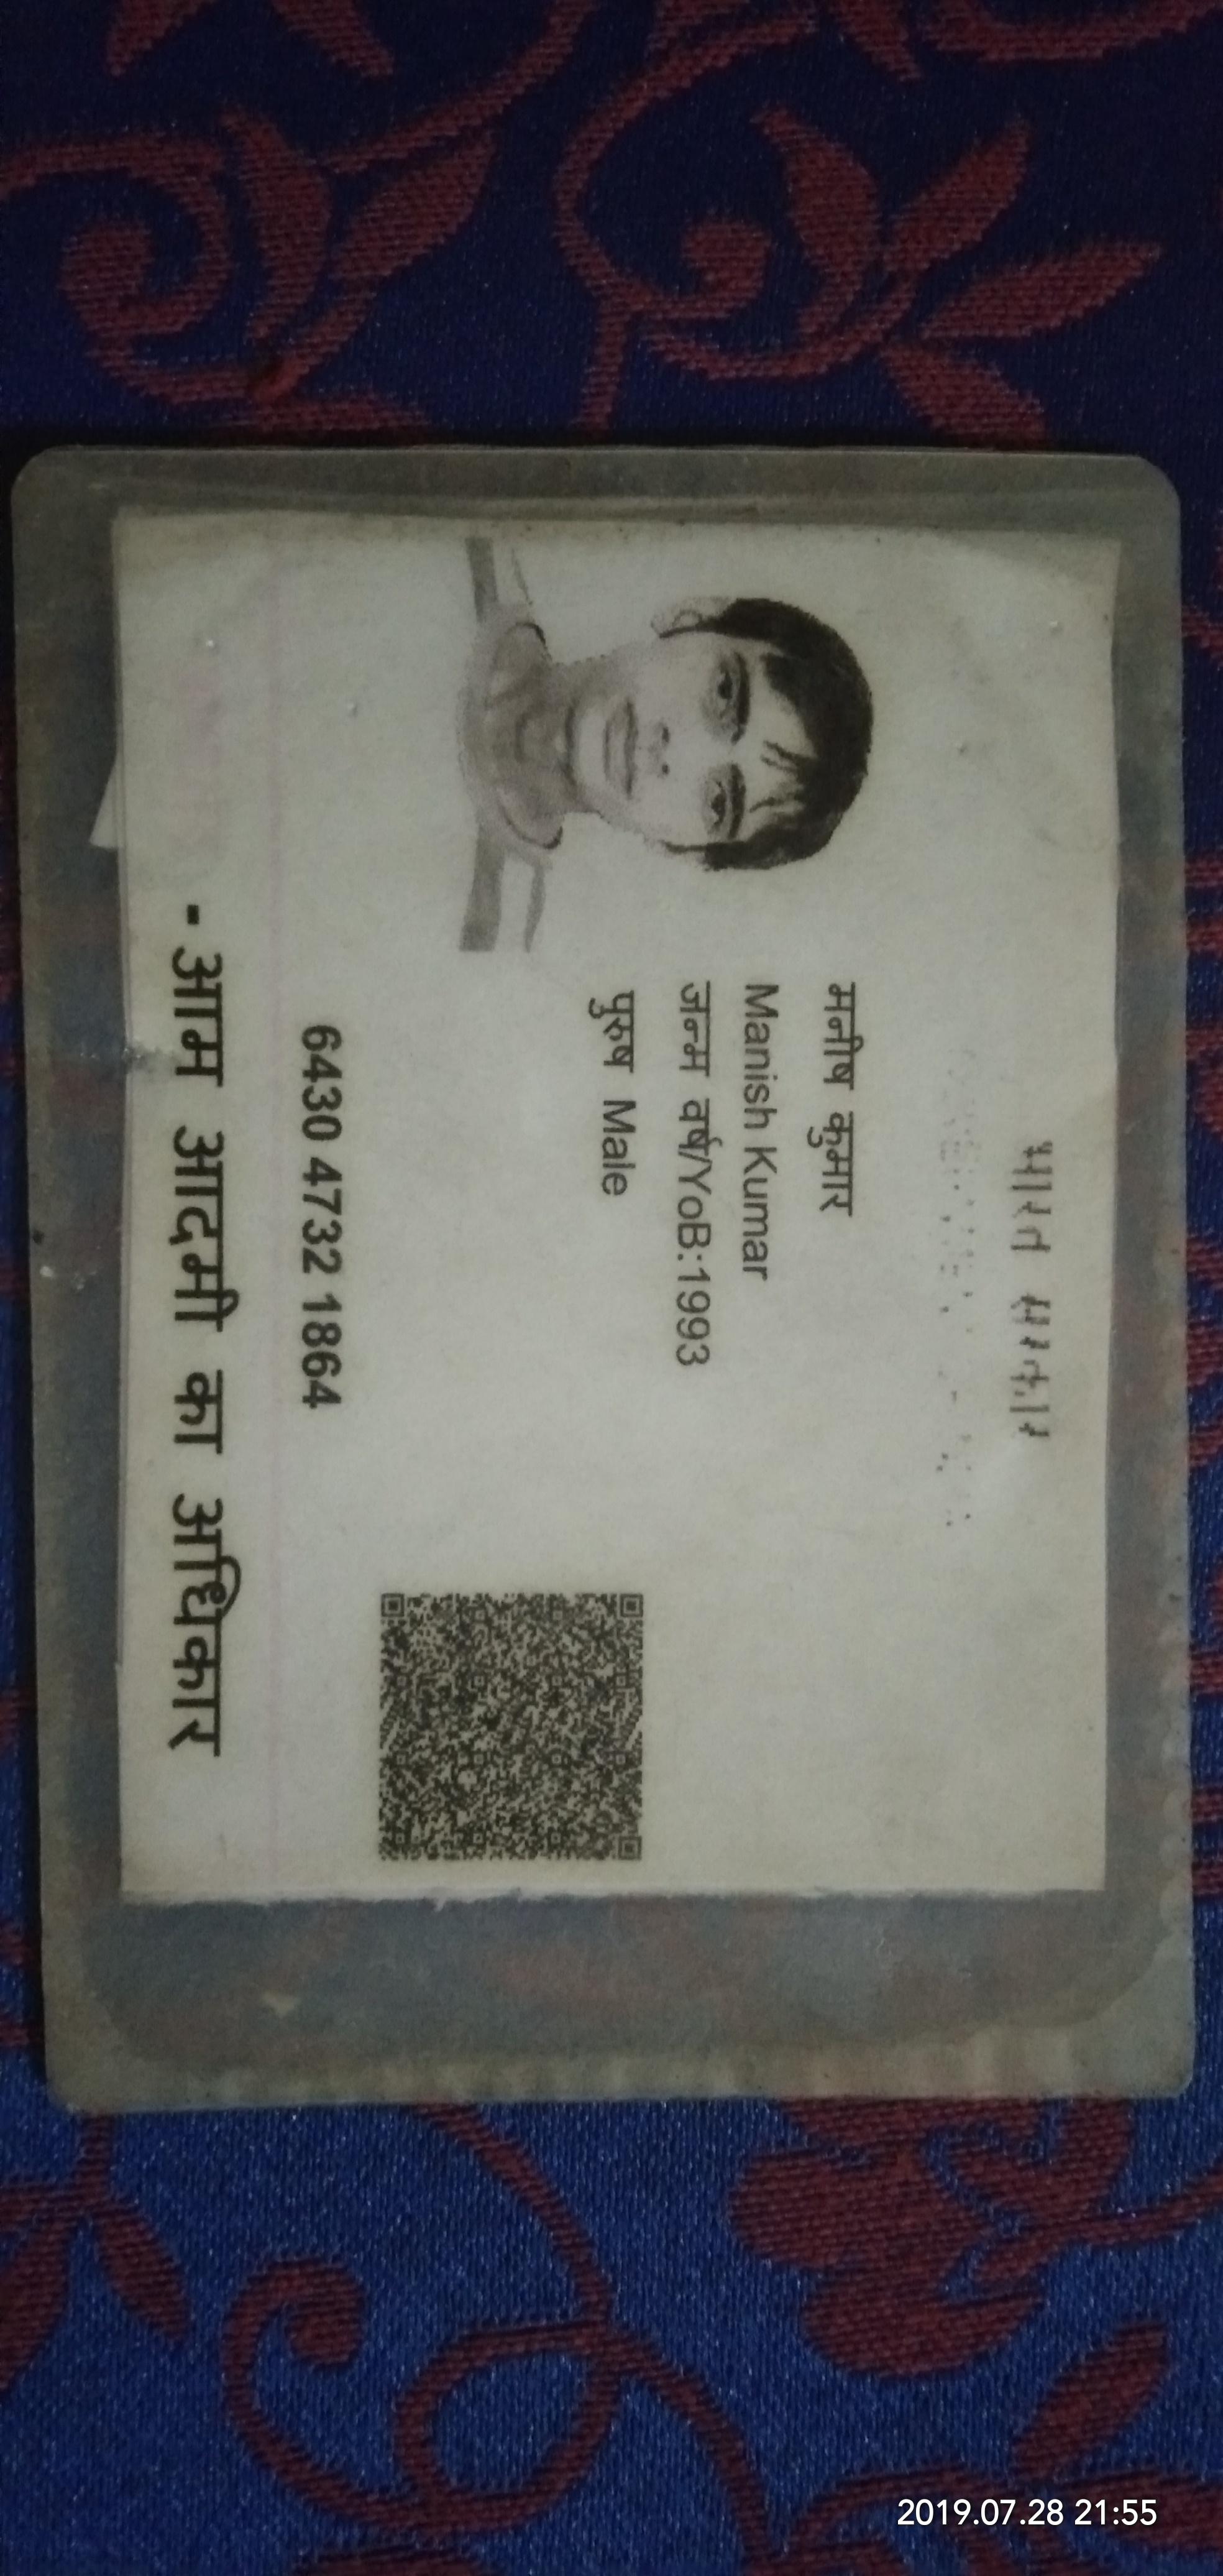 भारत सरकार
मनीष कुमार
Manish Kumar
जन्म वर्ष/YoB:1993
पुरुष Male
6430 4732 1864
- आम आदमी का अधिकार
2019.07.28 21:55